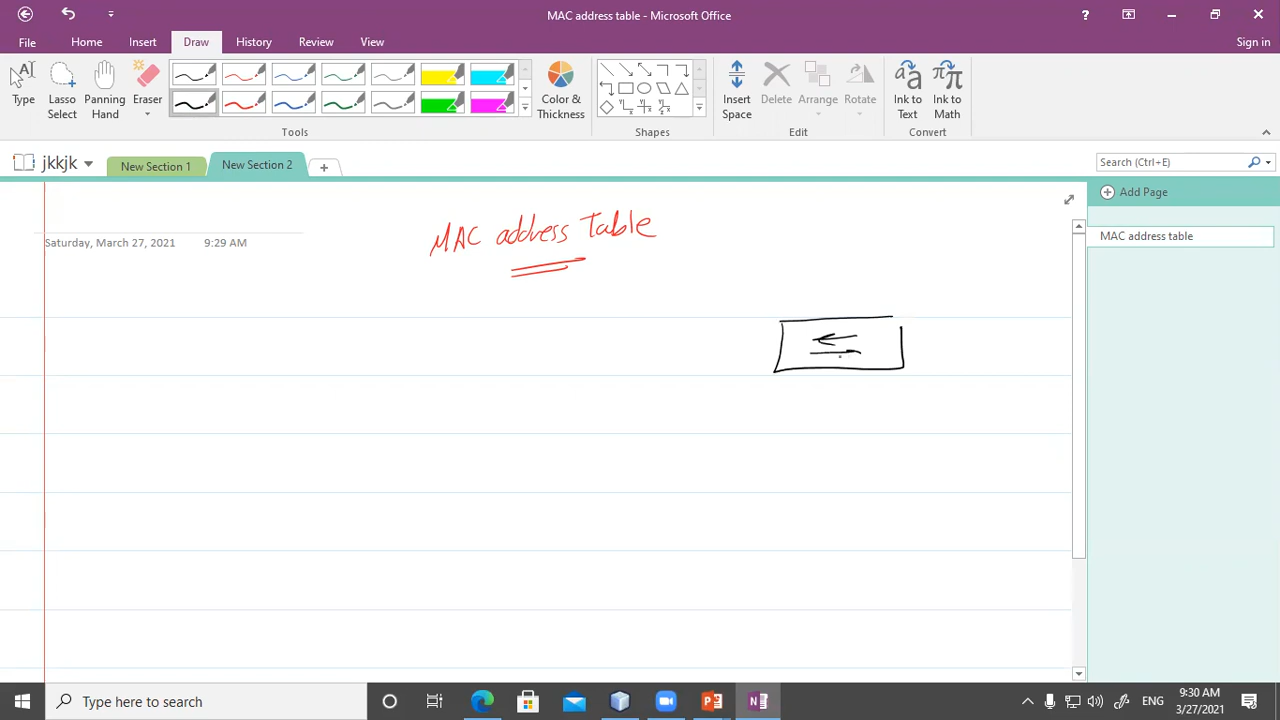 MAC address table - Microsoft Office
?
File
Home
Insert
Draw
History
Review
View
Sign in
Type
Lasso Select
Panning Hand
Eraser
Color & Thickness
Insert Space
Delete
Arrange
Rotate
Ink to Text
Ink to Math
Tools
Shapes
Edit
Convert
jkkjk
New Section 1
New Section 2
Search (Ctrl+E)
Add Page
MAC address table
MAC address Table
Saturday, March 27, 2021
9:29 AM
Type here to search
ENG
9:30 AM
3/27/2021